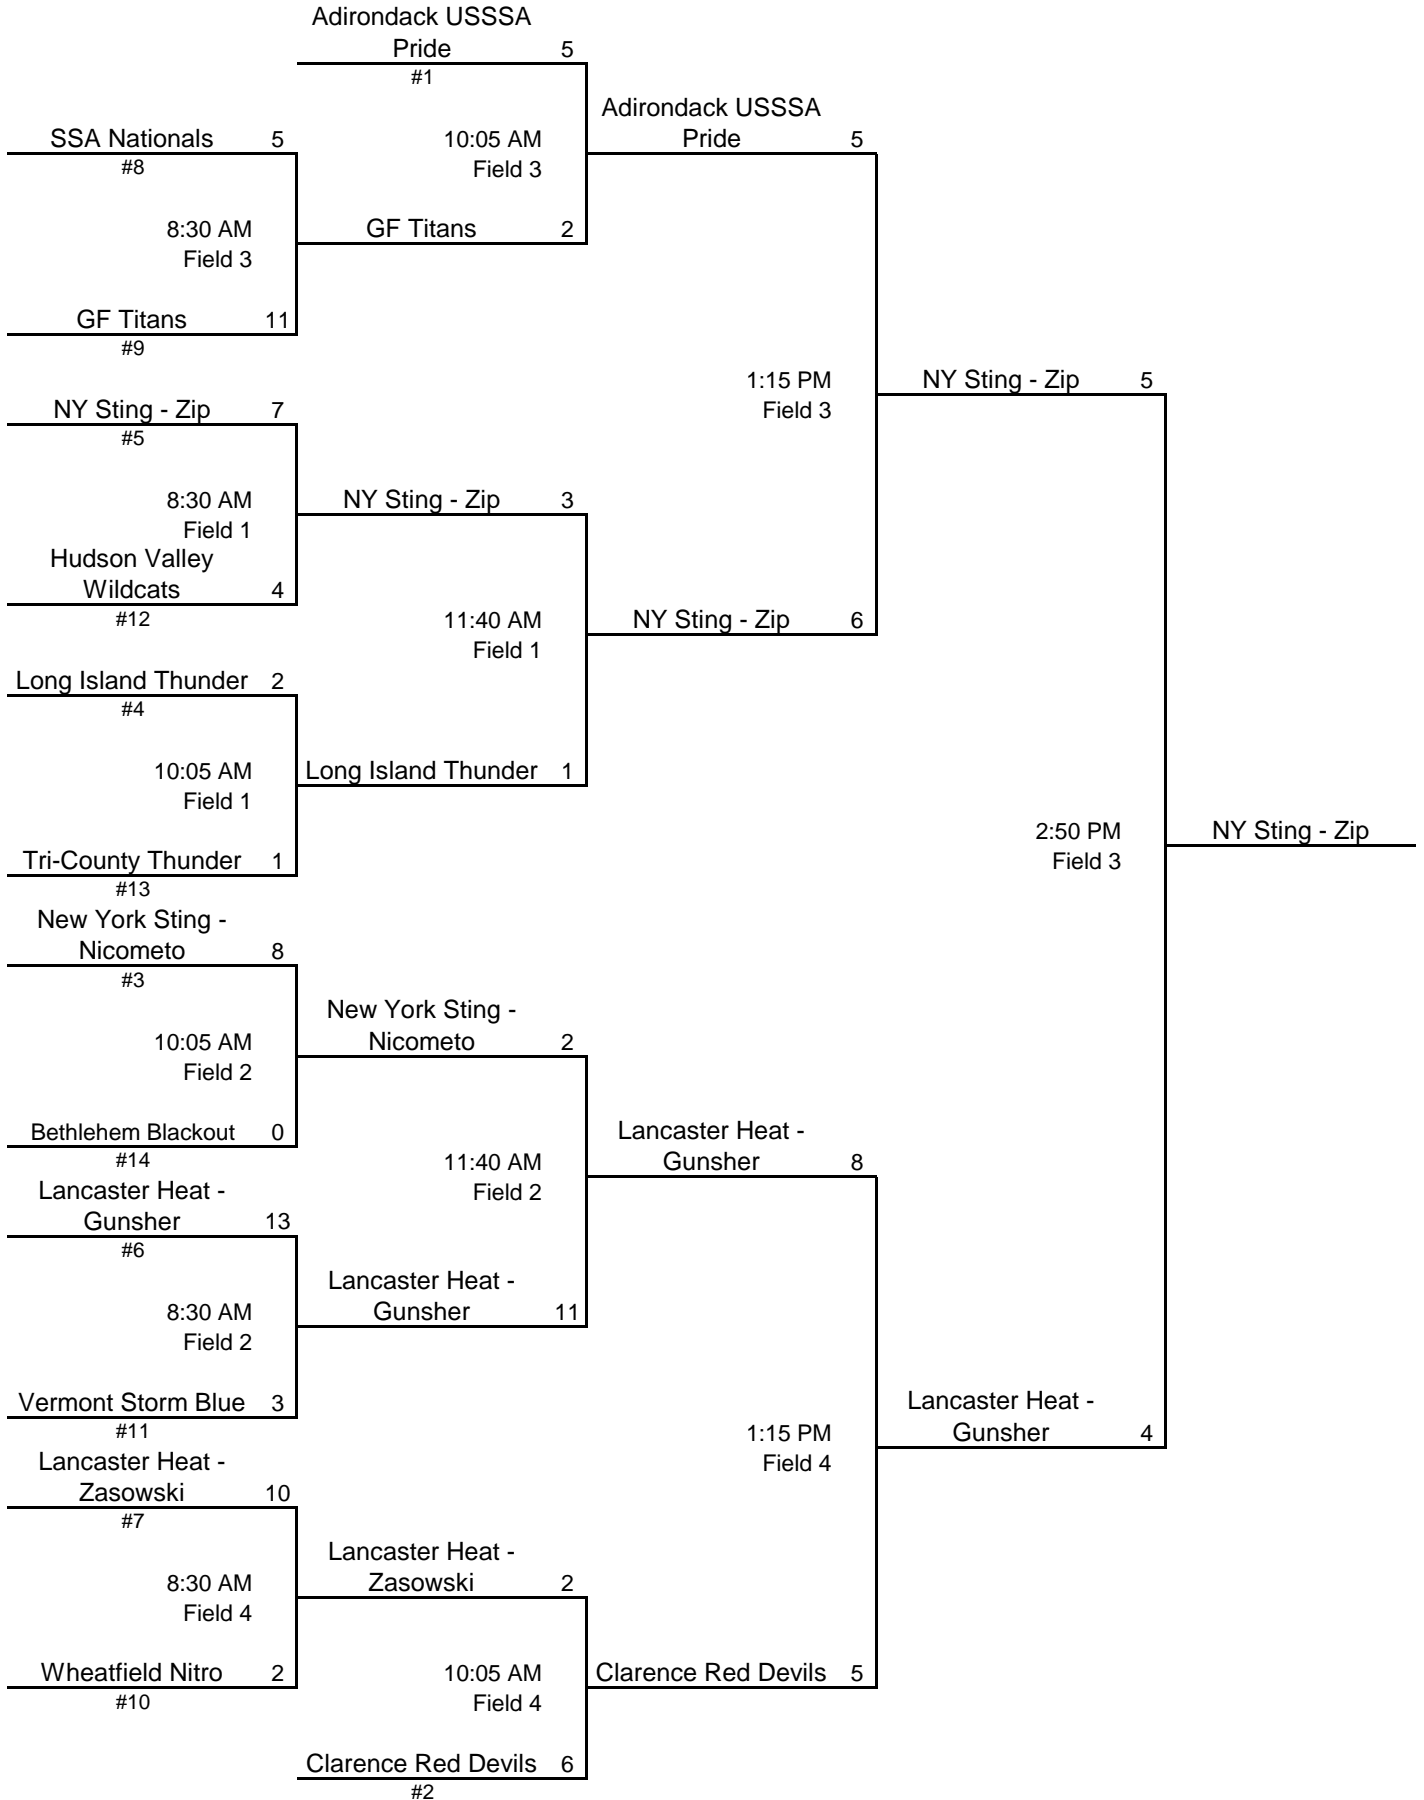 Adirondack USSSA
Pride 5
#1
Adirondack USSSA
Pride 5
SSA Nationals 5
#8
10:05 AM
Field 3
8:30 AM
Field 3
GF Titans 2
GF Titans 11
#9
1:15 PM
Field 3
NY Sting - Zip 5
NY Sting - Zip 7
#5
8:30 AM
Field 1
NY Sting - Zip 3
Hudson Valley
Wildcats 4
#12
11:40 AM
Field 1
NY Sting - Zip 6
Long Island Thunder 2
#4
10:05 AM
Field 1
Long Island Thunder 1
2:50 PM
Field 3
NY Sting - Zip
Tri-County Thunder 1
#13
New York Sting -
Nicometo 8
#3
New York Sting -
Nicometo 2
10:05 AM
Field 2
Bethlehem Blackout 0
#14
Lancaster Heat -
Gunsher 8
11:40 AM
Field 2
Lancaster Heat -
Gunsher 13
#6
Lancaster Heat -
Gunsher 11
8:30 AM
Field 2
Vermont Storm Blue 3
#11
Lancaster Heat -
Gunsher 4
1:15 PM
Field 4
Lancaster Heat -
Zasowski 10
#7
Lancaster Heat -
Zasowski 2
8:30 AM
Field 4
Wheatfield Nitro 2
#10
10:05 AM
Field 4
Clarence Red Devils 5
Clarence Red Devils 6
#2